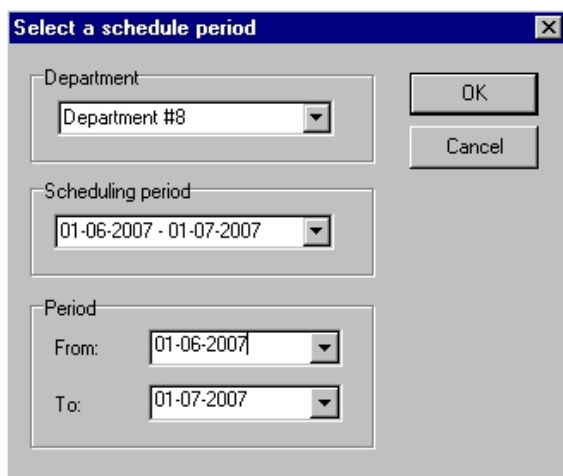 Select a schedule period
Department
Department #8
OK
Cancel
Scheduling period
01-06-2007 - 01-07-2007
Period
From: 01-06-2007
To: 01-07-2007